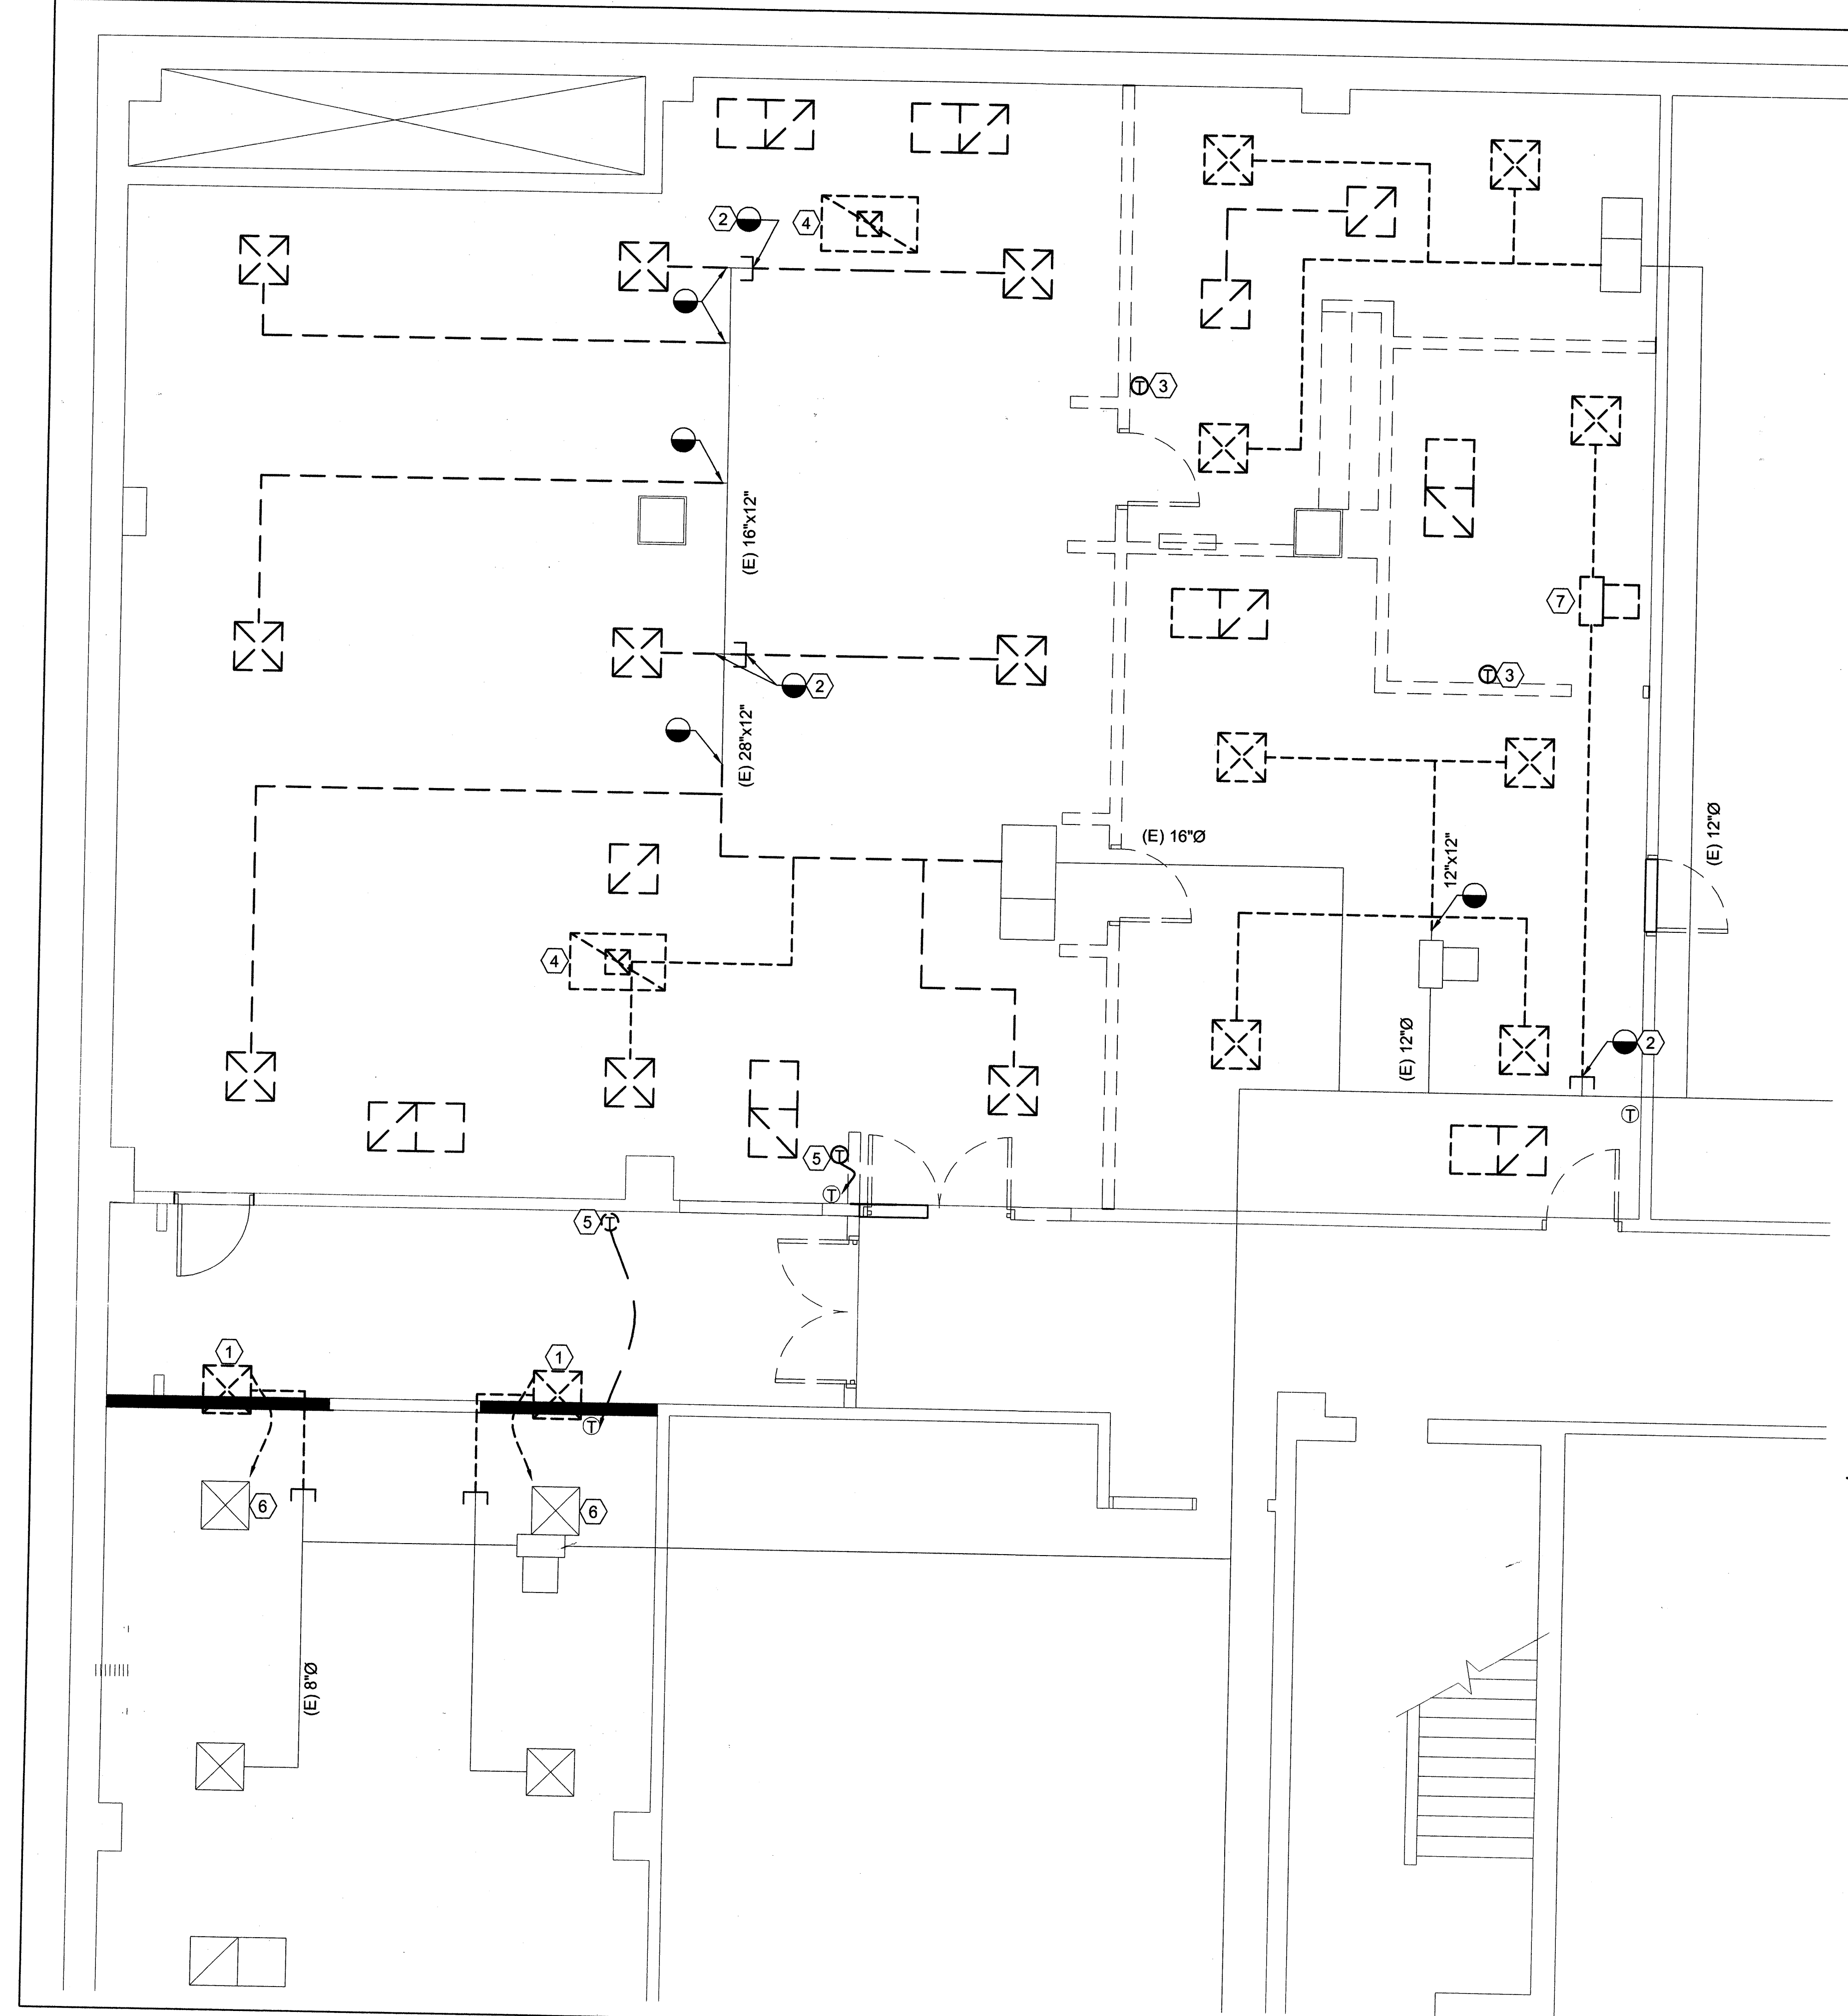 2
4
T 3
(E) 16"x12"
7
T 3
2
(E) 28"x12"
(E) 16"Ø
(E) 12"Ø
12"x12"
4
(E) 12"Ø
2
T
5 T
T
5 T
1
1
T
6
6
(E) 8"Ø